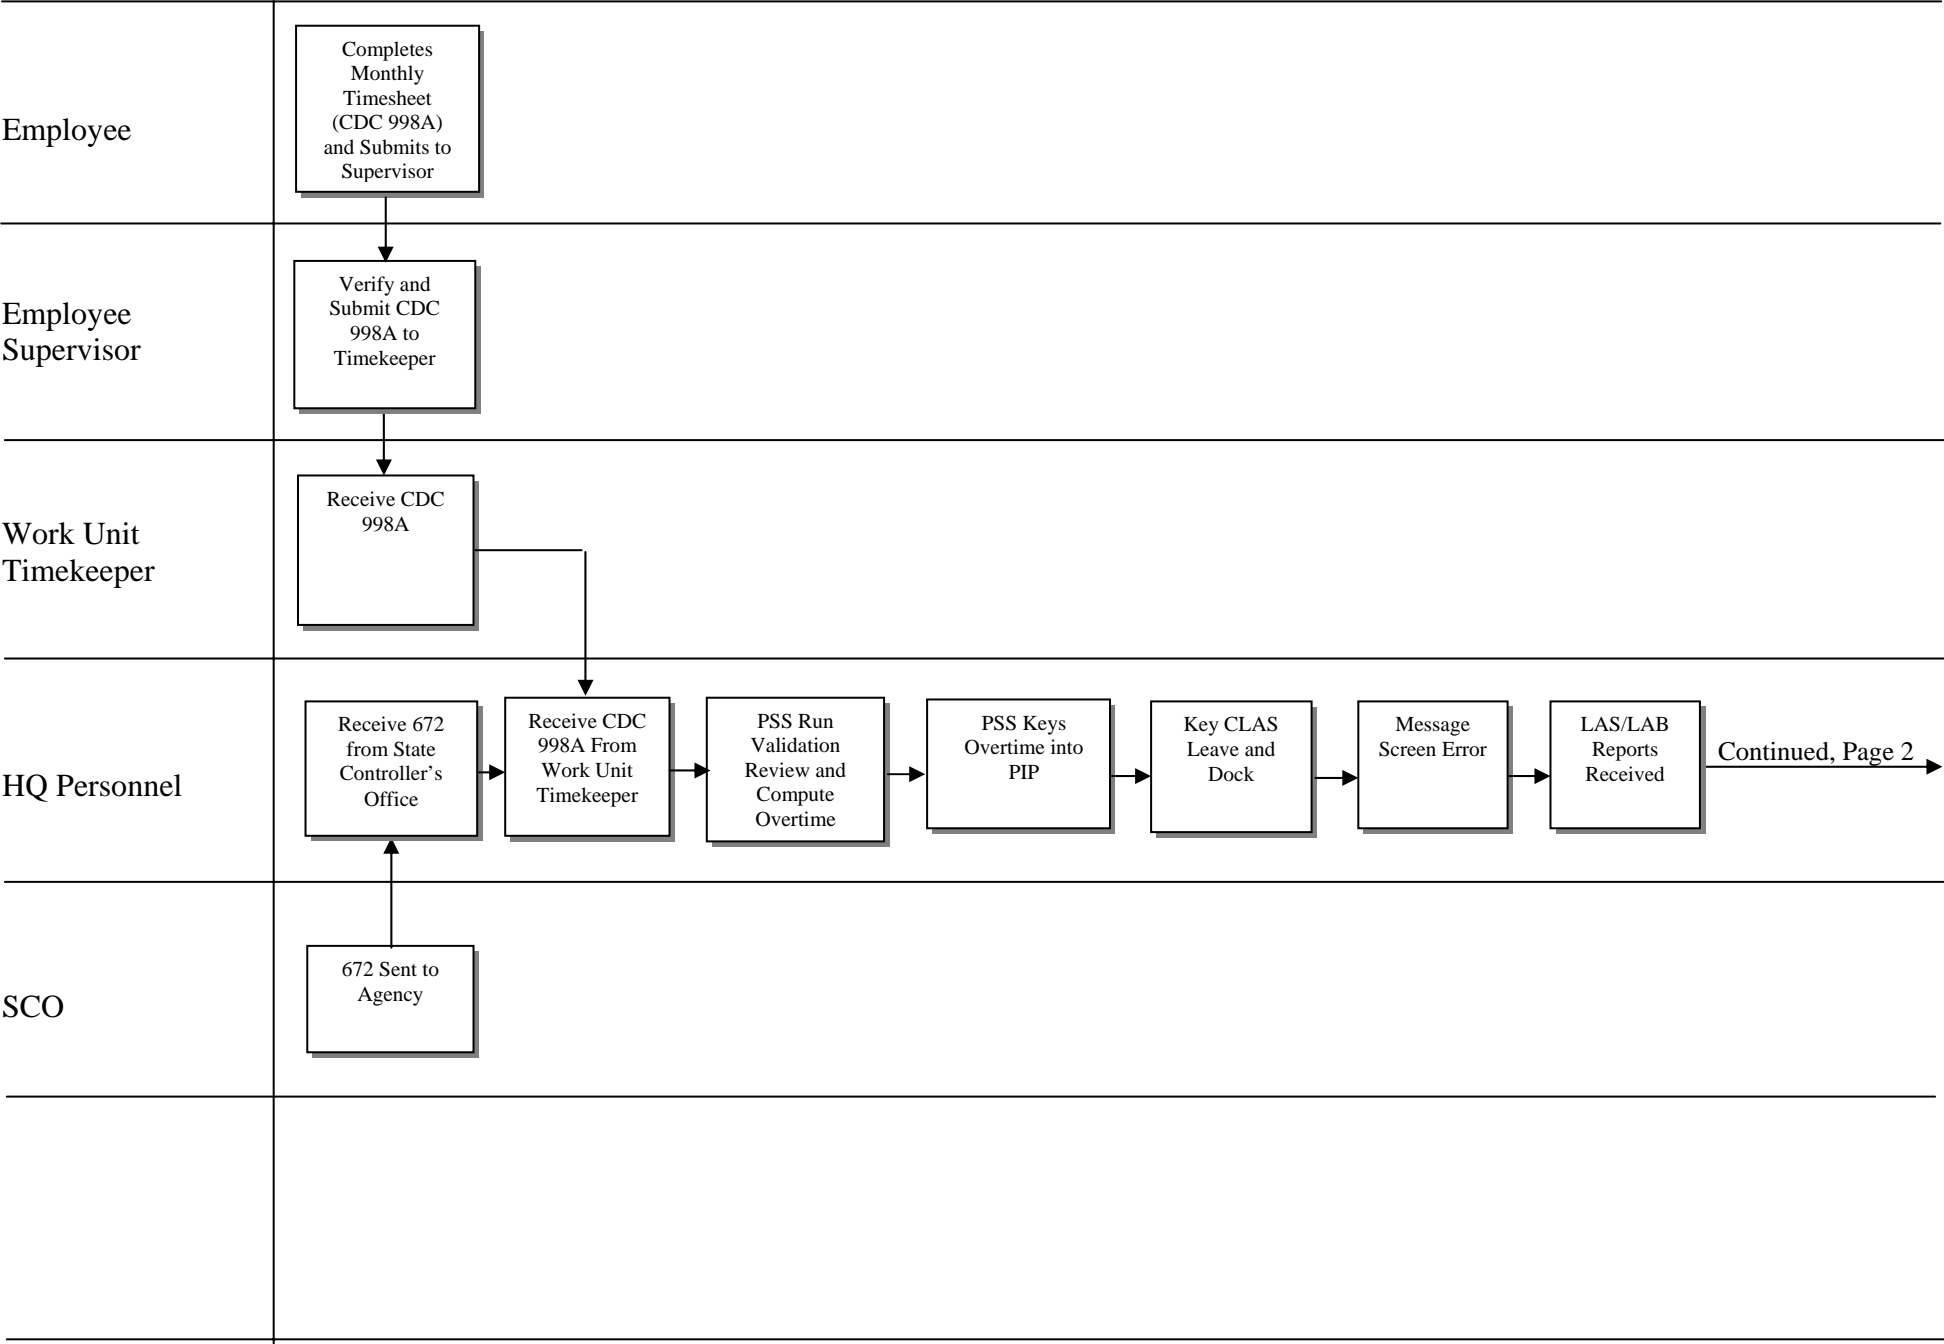 Employee
Completes
Monthly
Timesheet
(CDC 998A)
and Submits to
Supervisor
Employee
Supervisor
Verify and
Submit CDC
998A to
Timekeeper
Work Unit
Timekeeper
Receive CDC
998A
HQ Personnel
Receive 672
from State
Controller’s
Office
Receive CDC
998A From
Work Unit
Timekeeper
PSS Run
Validation
Review and
Compute
Overtime
PSS Keys
Overtime into
PIP
Key CLAS
Leave and
Dock
Message
Screen Error
LAS/LAB
Reports
Received
Continued, Page 2
SCO
672 Sent to
Agency